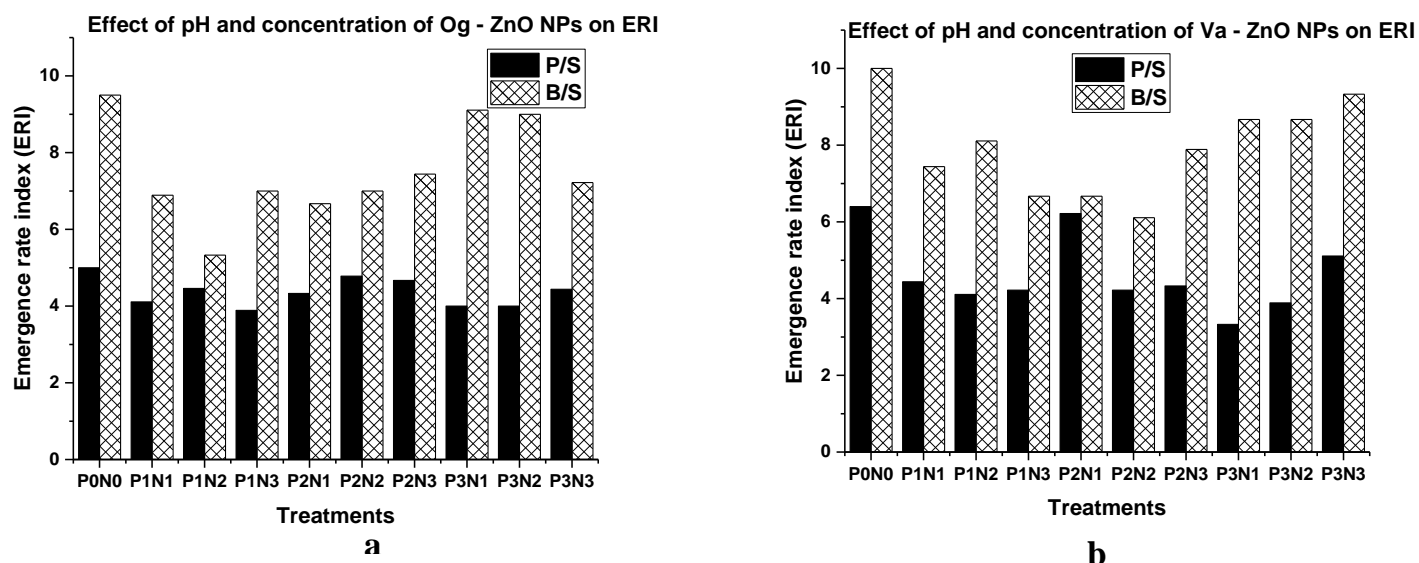 Effect of pH and concentration of Og - ZnO NPs on ERI
P/S
B/S
10
8
6
4
2
0
Emergence rate index (ERI)
P0N0 P1N1 P1N2 P1N3 P2N1 P2N2 P2N3 P3N1 P3N2 P3N3
Treatments
a
Effect of pH and concentration of Va - ZnO NPs on ERI
P/S
B/S
10
8
6
4
2
0
Emergence rate index (ERI)
P0N0 P1N1 P1N2 P1N3 P2N1 P2N2 P2N3 P3N1 P3N2 P3N3
Treatments
b